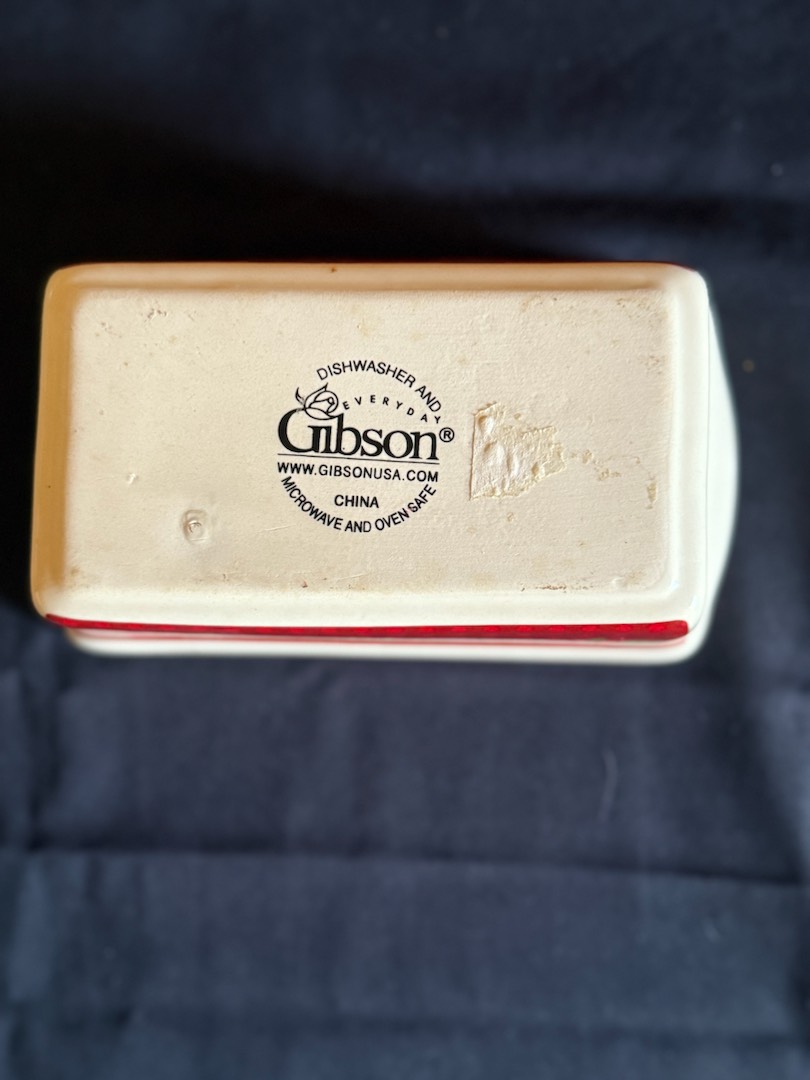 DISHWASHER AND
EVERYDAY
Gibson®
WWW.GIBSONUSA.COM
CHINA
MICROWAVE AND OVEN SAFE